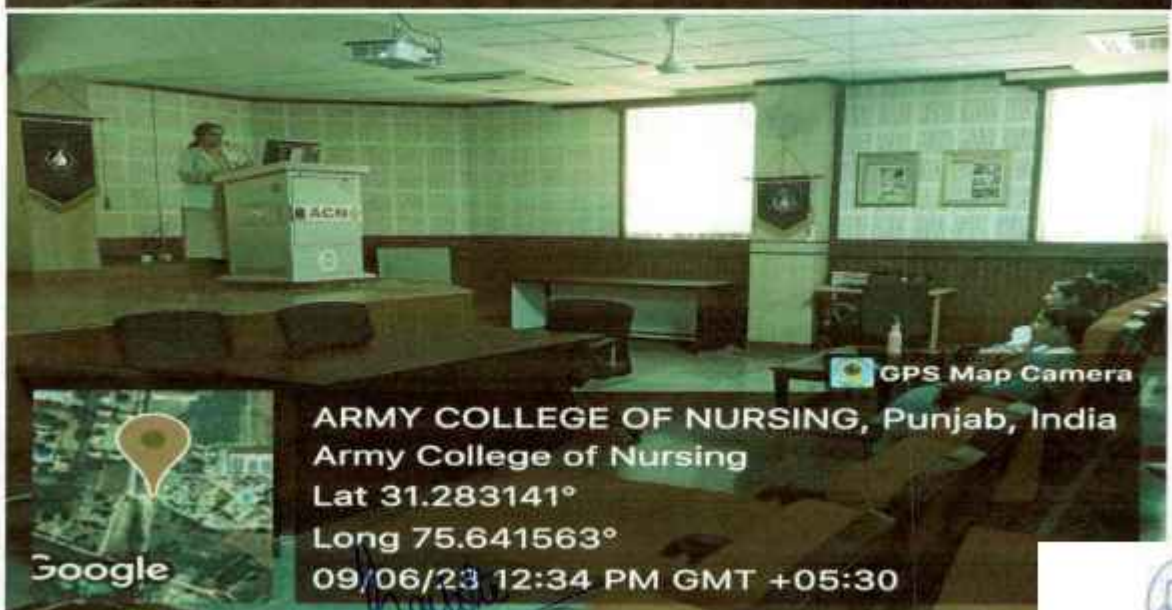 ACN
GPS Map Camera
ARMY COLLEGE OF NURSING, Punjab, India
Army College of Nursing
Lat 31.283141°
Long 75.641563°
09/06/23 12:34 PM GMT +05:30
Google